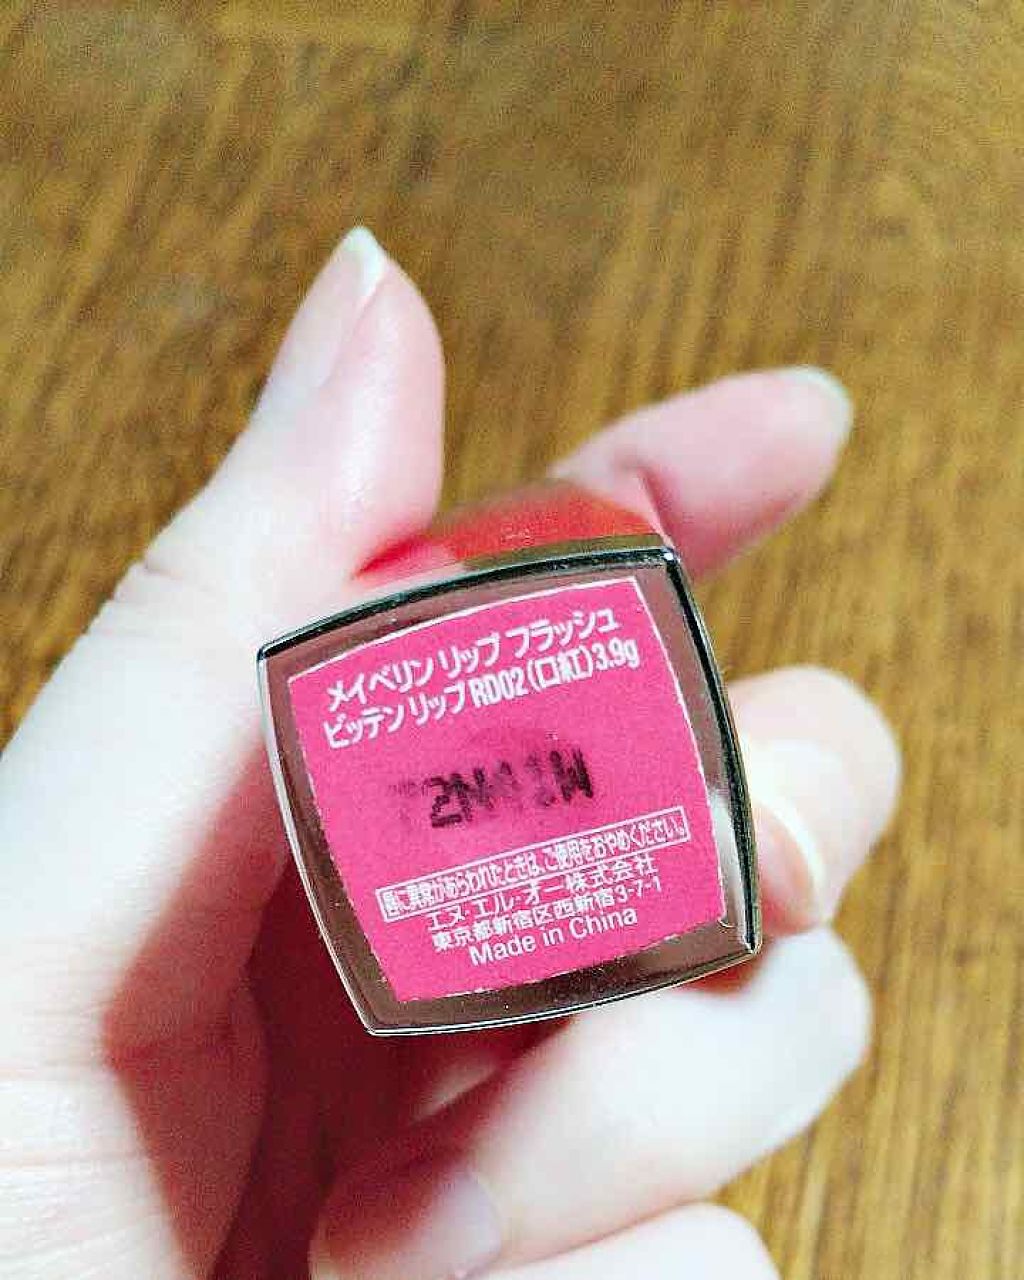 メイベリン リップ フラッシュ
ビッテン リップ RD02(口紅)3.9g
唇に異常があらわれたときは、ご使用をおやめください。
エヌ・エル・オー株式会社
東京都新宿区西新宿3-7-1
Made in China